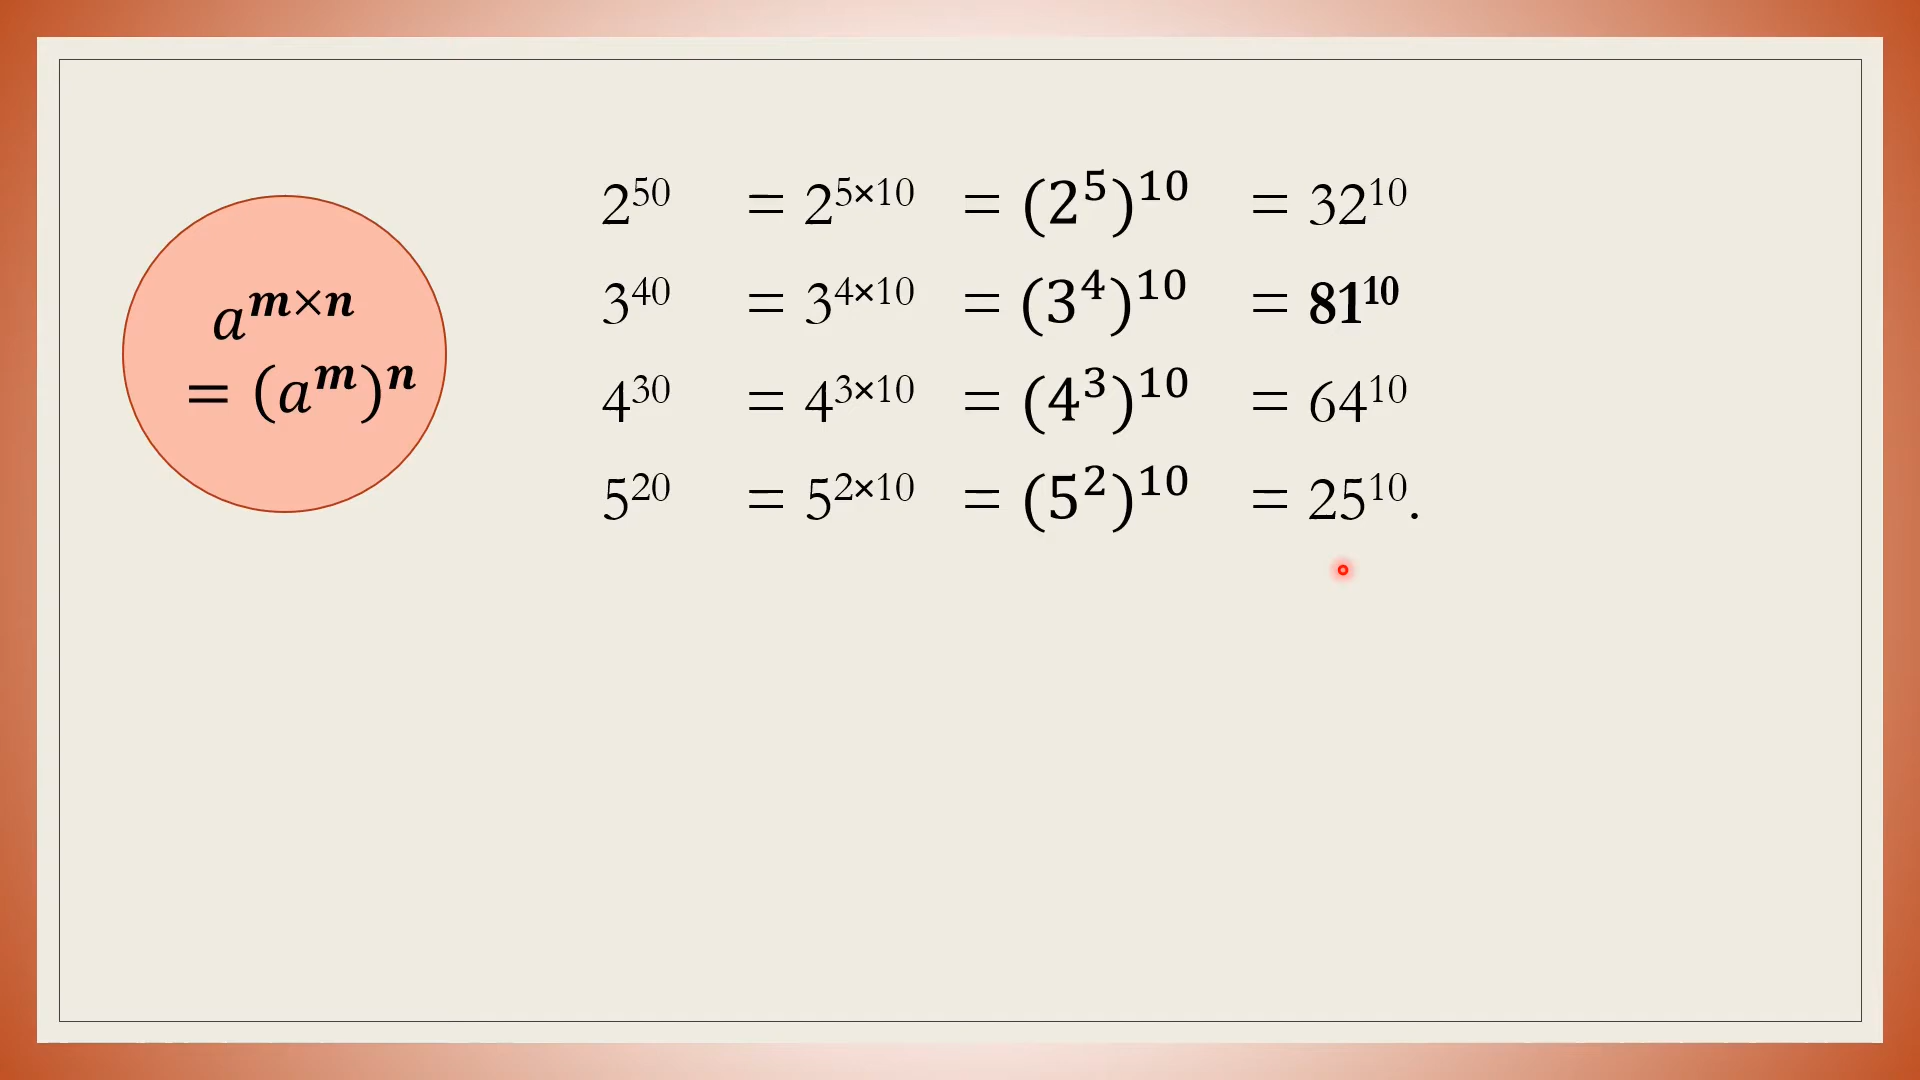 a^{m×n}
= (a^m)^n
2^{50} = 2^{5×10} = (2^5)^{10} = 32^{10}
3^{40} = 3^{4×10} = (3^4)^{10} = 81^{10}
4^{30} = 4^{3×10} = (4^3)^{10} = 64^{10}
5^{20} = 5^{2×10} = (5^2)^{10} = 25^{10}.